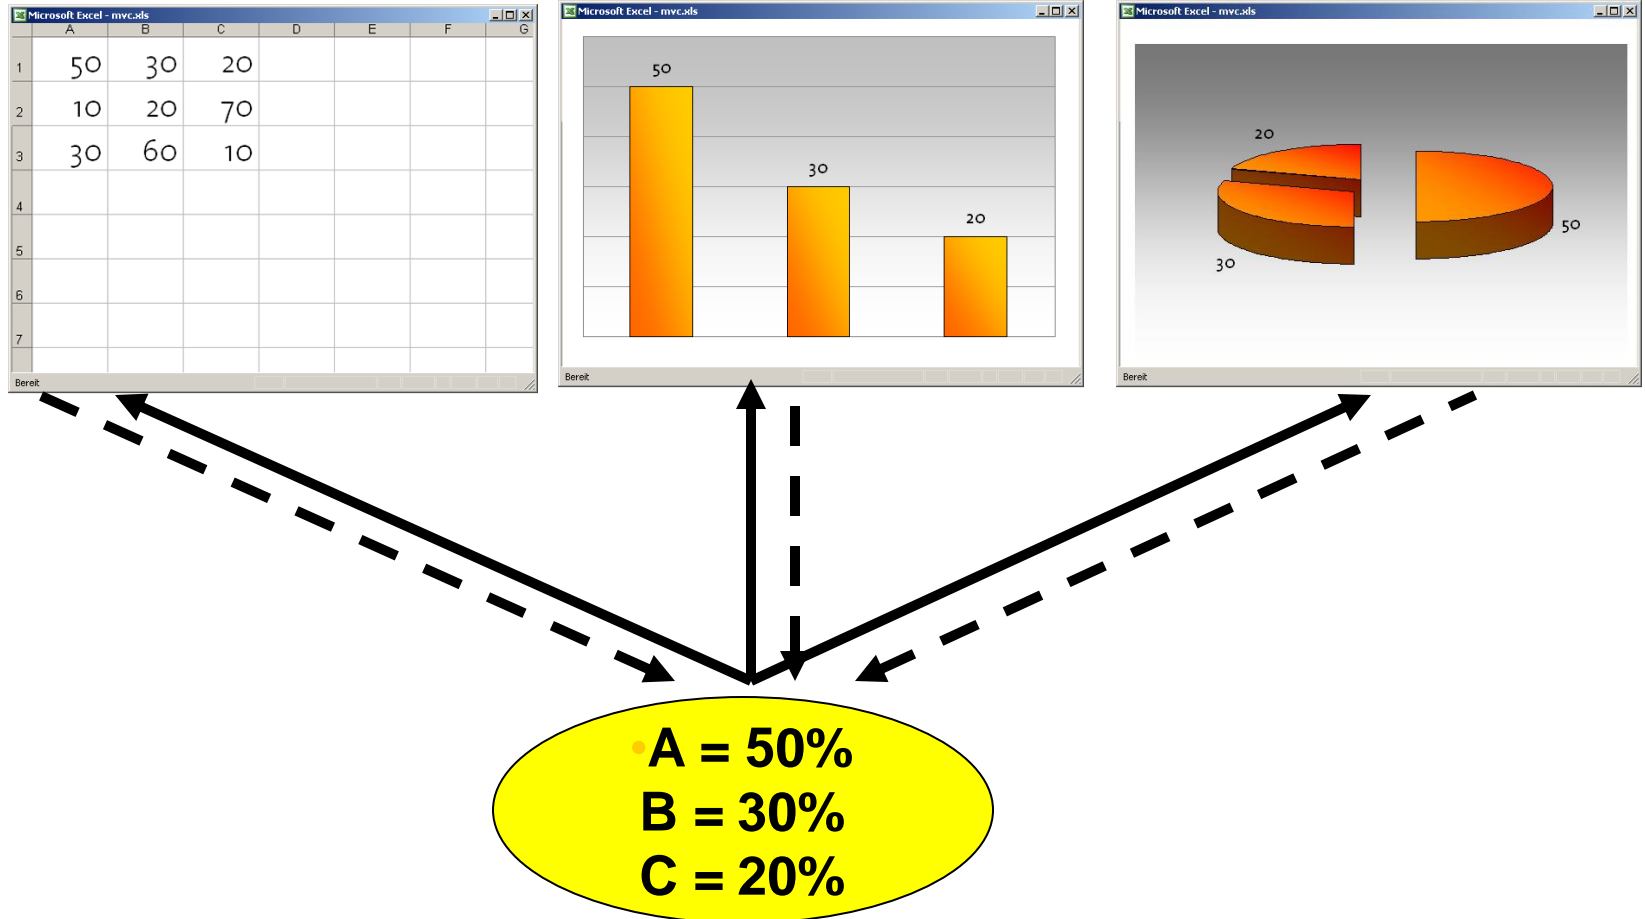 Microsoft Excel - mvc.xls
A B C D E F G
1 50 30 20
2 10 20 70
3 30 60 10
4
5
6
7
Bereit
Microsoft Excel - mvc.xls
50
30
20
Bereit
Microsoft Excel - mvc.xls
20
50
30
Bereit
•A = 50%
B = 30%
C = 20%